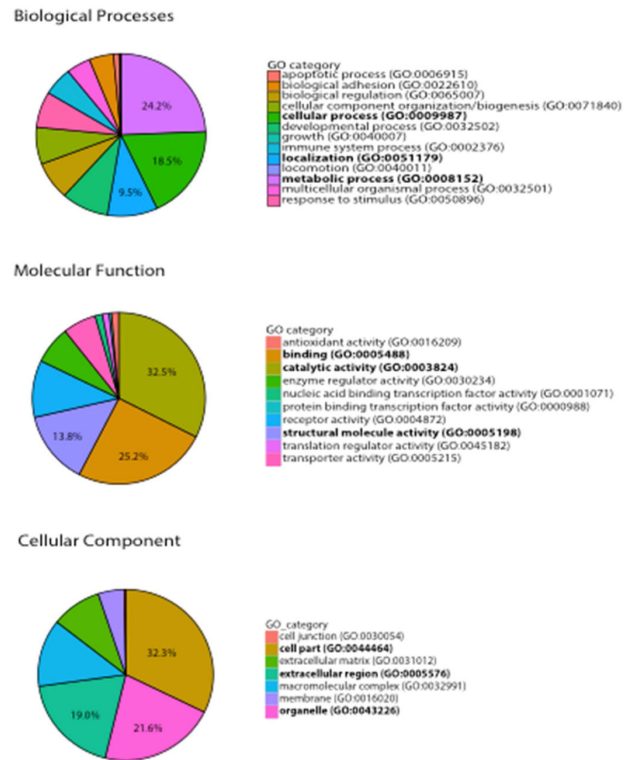 Biological Processes
24.2%
18.5%
9.5%
GO category
apoptotic process (GO:0006915)
biological adhesion (GO:0022610)
biological regulation (GO:0065007)
cellular component organization/biogenesis (GO:0071840)
cellular process (GO:0009987)
developmental process (GO:0032502)
growth (GO:0040007)
immune system process (GO:0002376)
localization (GO:0051179)
locomotion (GO:0040011)
metabolic process (GO:0008152)
multicellular organismal process (GO:0032501)
response to stimulus (GO:0050896)
Molecular Function
32.5%
13.8%
25.2%
GO category
antioxidant activity (GO:0016209)
binding (GO:0005488)
catalytic activity (GO:0003824)
enzyme regulator activity (GO:0030234)
nucleic acid binding transcription factor activity (GO:0001071)
protein binding transcription factor activity (GO:0000988)
receptor activity (GO:0004872)
structural molecule activity (GO:0005198)
translation regulator activity (GO:0045182)
transporter activity (GO:0005215)
Cellular Component
32.3%
19.0%
21.6%
GO_category
cell junction (GO:0030054)
cell part (GO:0044464)
extracellular matrix (GO:0031012)
extracellular region (GO:0005576)
macromolecular complex (GO:0032991)
membrane (GO:0016020)
organelle (GO:0043226)